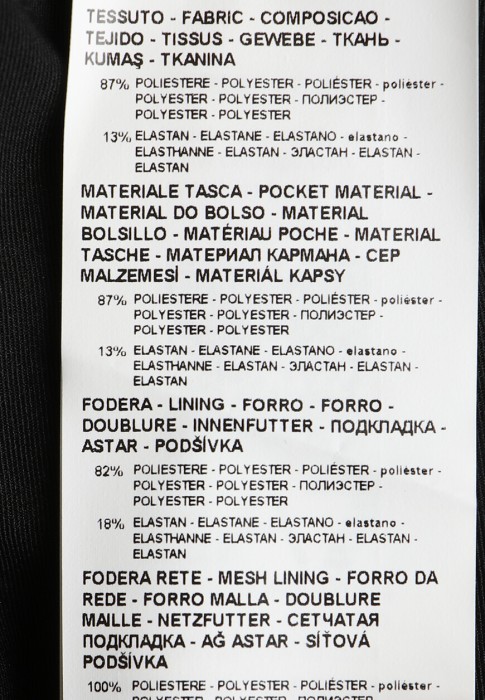 TESSUTO - FABRIC - COMPOSICAO -
TEJIDO - TISSUS - GEWEBE - ТКАНЬ -
KUMAŞ - TKANINA
87% POLIESTERE - POLYESTER - POLIÉSTER - poliéster -
POLYESTER - POLYESTER - ПОЛИЭСТЕР -
POLYESTER - POLYESTER
13% ELASTAN - ELASTANE - ELASTANO - elastano -
ELASTHANNE - ELASTAN - ЭЛАСТАН - ELASTAN -
ELASTAN
MATERIALE TASCA - POCKET MATERIAL -
MATERIAL DO BOLSO - MATERIAL
BOLSILLO - MATÉRIAU POCHE - MATERIAL
TASCHE - МАТЕРИАЛ КАРМАНА - CEP
MALZEMESİ - MATERIÁL KAPSY
87% POLIESTERE - POLYESTER - POLIÉSTER - poliéster -
POLYESTER - POLYESTER - ПОЛИЭСТЕР -
POLYESTER - POLYESTER
13% ELASTAN - ELASTANE - ELASTANO - elastano -
ELASTHANNE - ELASTAN - ЭЛАСТАН - ELASTAN -
ELASTAN
FODERA - LINING - FORRO - FORRO -
DOUBLURE - INNENFUTTER - ПОДКЛАДКА -
ASTAR - PODŠÍVKA
82% POLIESTERE - POLYESTER - POLIÉSTER - poliéster -
POLYESTER - POLYESTER - ПОЛИЭСТЕР -
POLYESTER - POLYESTER
18% ELASTAN - ELASTANE - ELASTANO - elastano -
ELASTHANNE - ELASTAN - ЭЛАСТАН - ELASTAN -
ELASTAN
FODERA RETE - MESH LINING - FORRO DA
REDE - FORRO MALLA - DOUBLURE
MAILLE - NETZFUTTER - СЕТЧАТАЯ
ПОДКЛАДКА - AĞ ASTAR - SÍŤOVÁ
PODŠÍVKA
100% POLIESTERE - POLYESTER - POLIÉSTER - poliéster -
POLYESTER - POLYESTER - ПОЛИЭСТЕР -